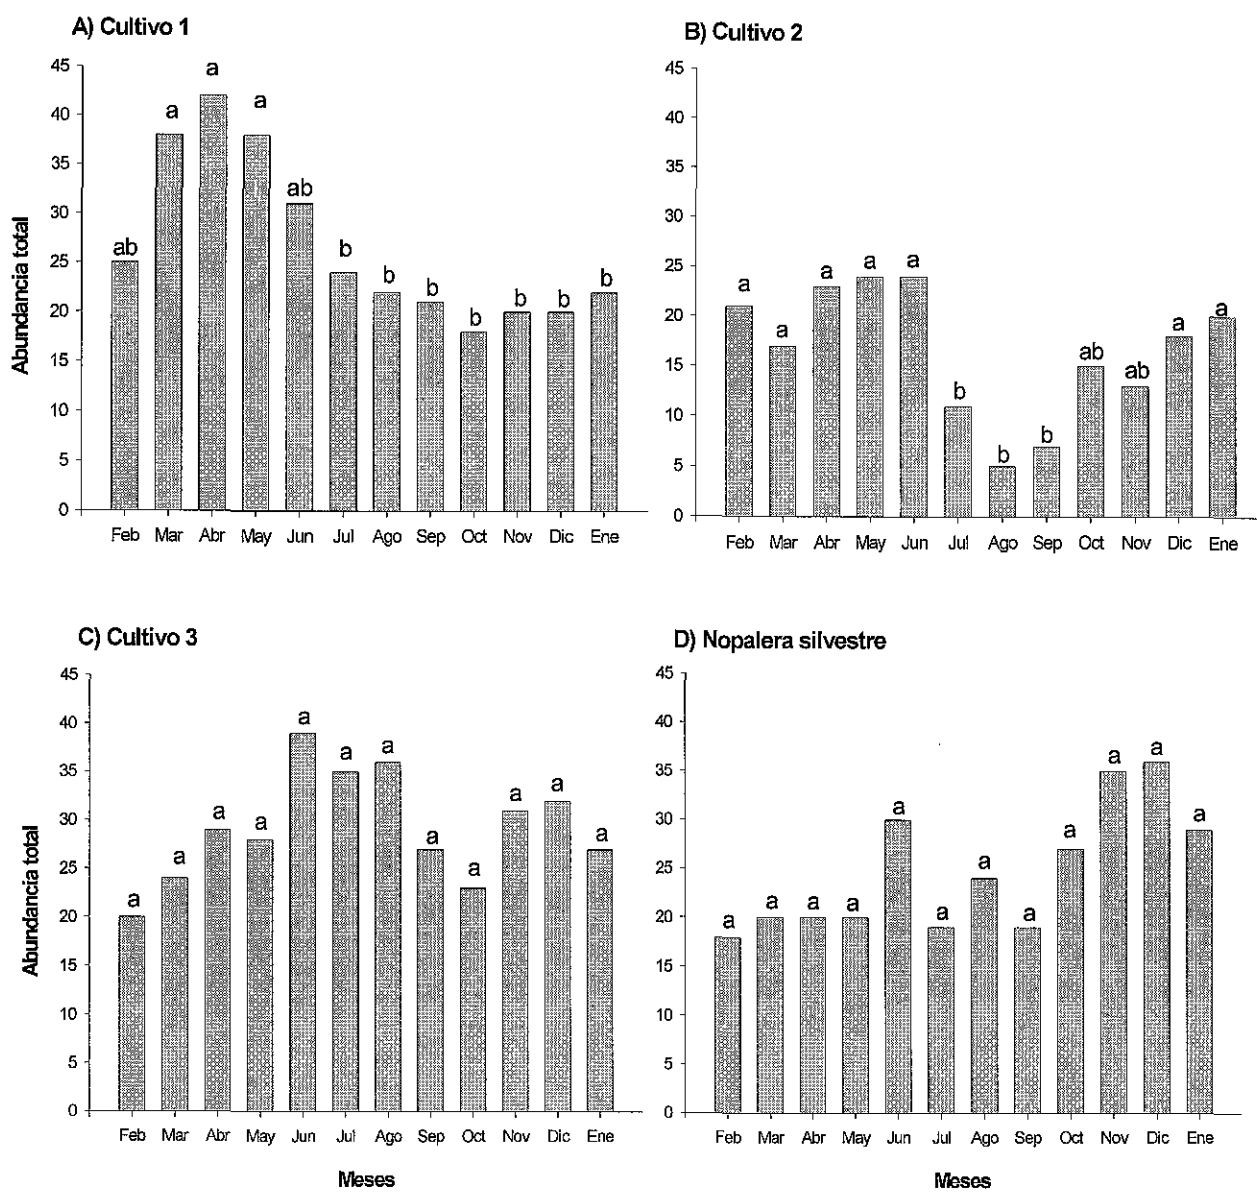 A) Cultivo 1
45
40
35
30
25
20
15
10
5
0
Abundancia total
ab
a
a
a
ab
b
b
b
b
b
b
b
Feb Mar Abr May Jun Jul Ago Sep Oct Nov Dic Ene
B) Cultivo 2
45
40
35
30
25
20
15
10
5
0
a
a
a
a
a
b
b
b
ab
ab
a
a
Feb Mar Abr May Jun Jul Ago Sep Oct Nov Dic Ene
C) Cultivo 3
45
40
35
30
25
20
15
10
5
0
Abundancia total
a
a
a
a
a
a
a
a
a
a
a
a
Feb Mar Abr May Jun Jul Ago Sep Oct Nov Dic Ene
Meses
D) Nopalera silvestre
45
40
35
30
25
20
15
10
5
0
a
a
a
a
a
a
a
a
a
a
a
a
Feb Mar Abr May Jun Jul Ago Sep Oct Nov Dic Ene
Meses